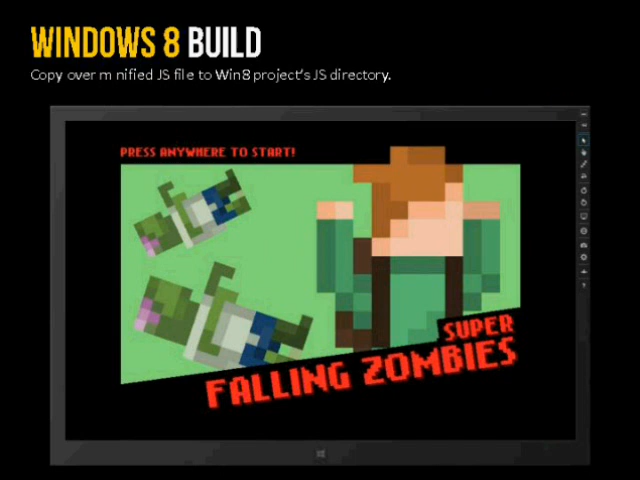 WINDOWS 8 BUILD
Copy over minified JS file to Win8 project's JS directory.
PRESS ANYWHERE TO START!
SUPER
FALLING ZOMBIES